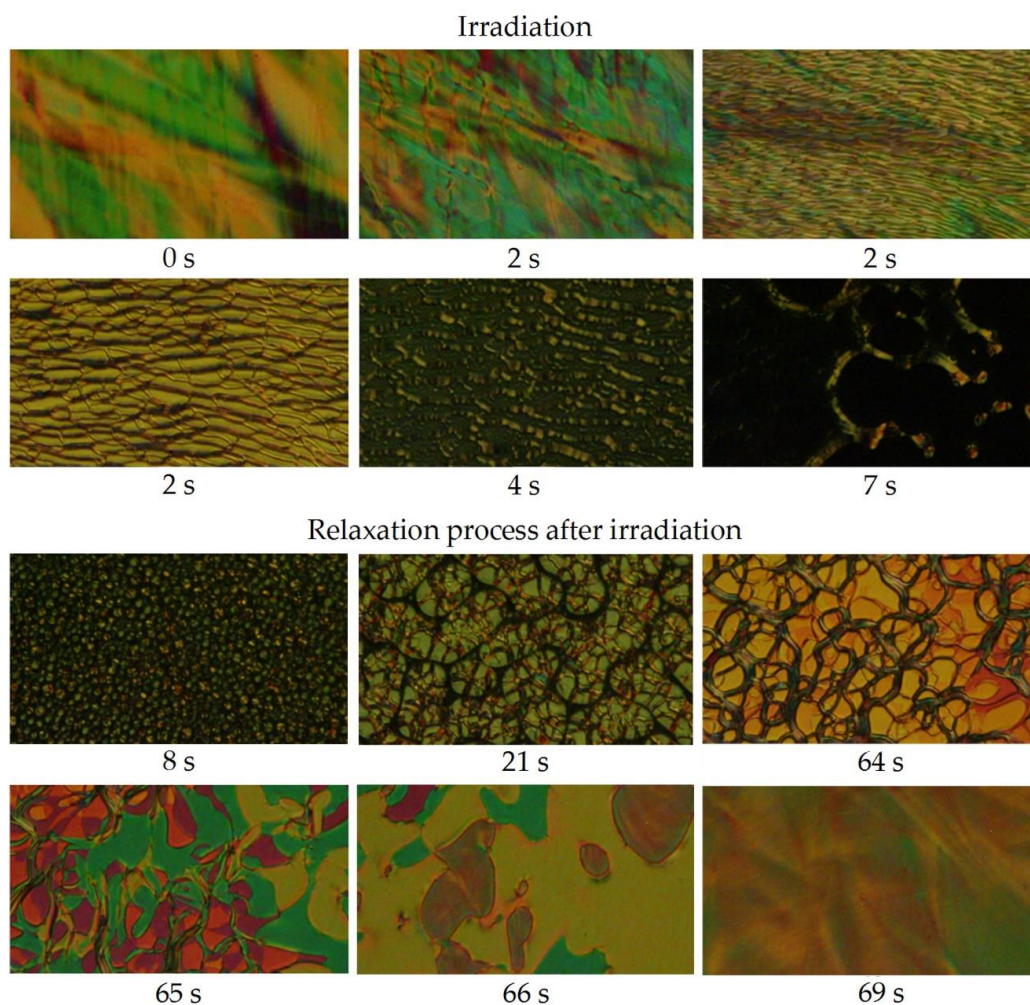 Irradiation
0 s
2 s
2 s
2 s
4 s
7 s
Relaxation process after irradiation
8 s
21 s
64 s
65 s
66 s
69 s